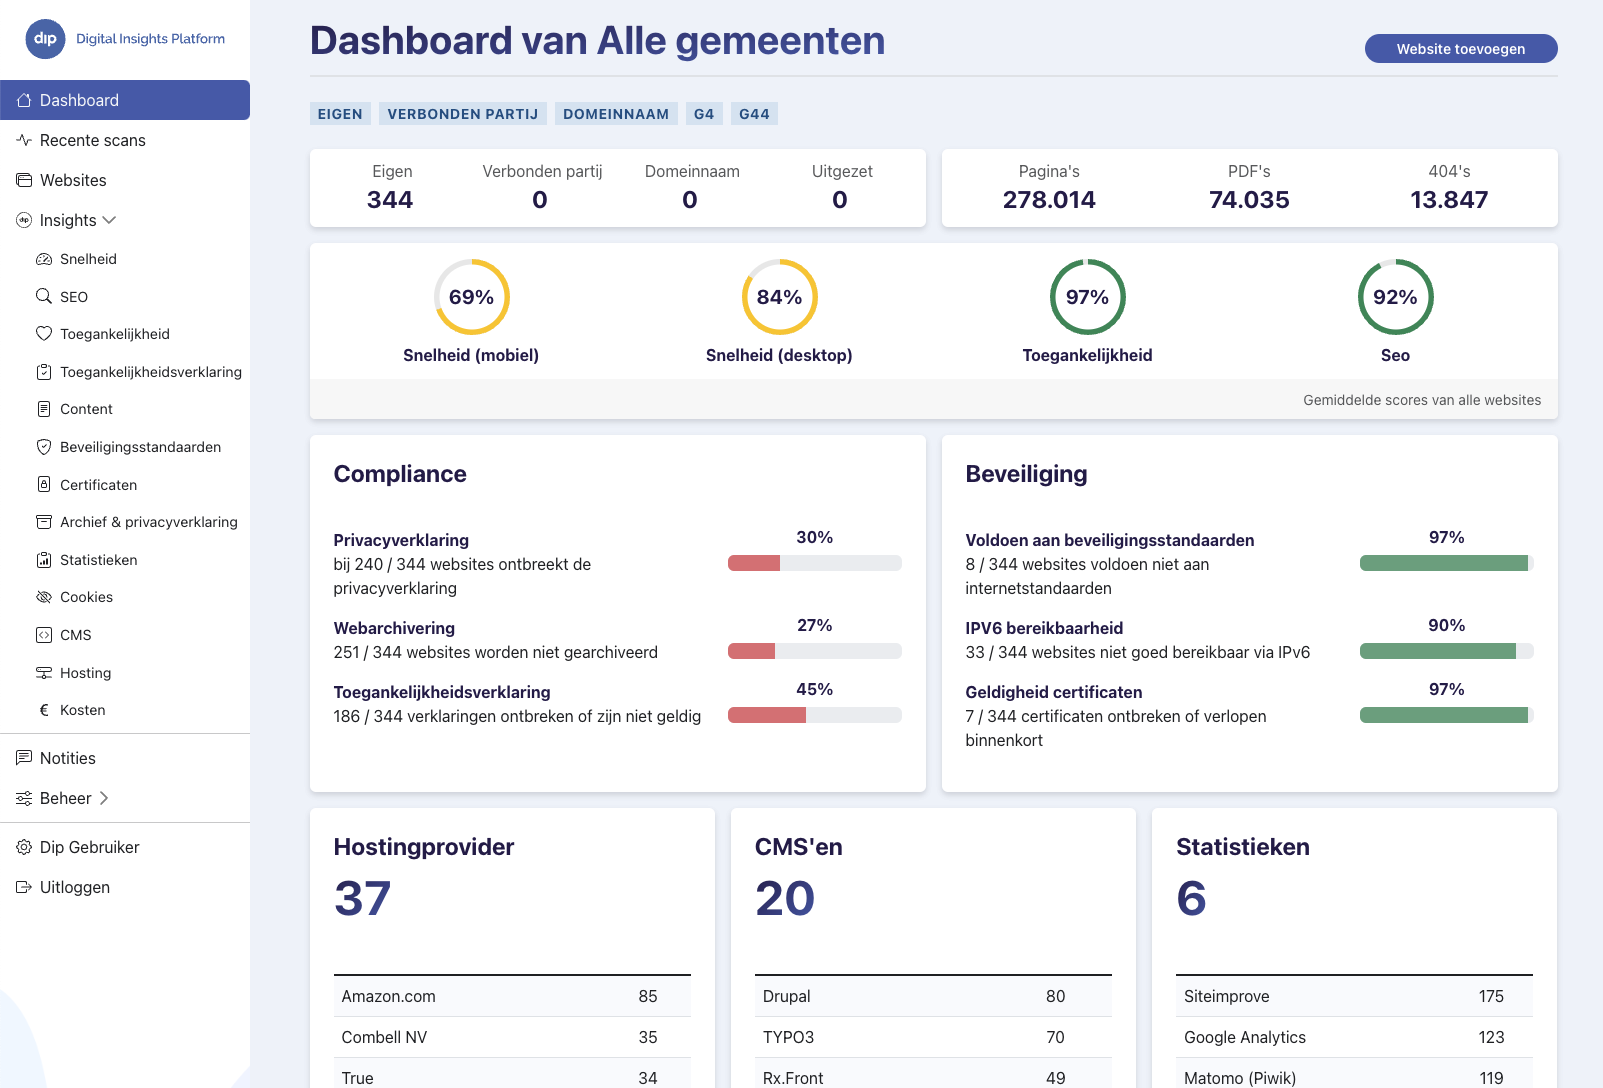 dip Digital Insights Platform
Dashboard
Recente scans
Websites
dip Insights
Snelheid
SEO
Toegankelijkheid
Toegankelijkheidsverklaring
Content
Beveiligingsstandaarden
Certificaten
Archief & privacyverklaring
Statistieken
Cookies
CMS
Hosting
€ Kosten
Notities
Beheer
Dip Gebruiker
Uitloggen
Dashboard van Alle gemeenten
Website toevoegen
EIGEN VERBONDEN PARTIJ DOMEINNAAM G4 G44
Eigen Verbonden partij Domeinnaam Uitgezet
344 0 0 0
Pagina's PDF's 404's
278.014 74.035 13.847
69% 84% 97% 92%
Snelheid (mobiel) Snelheid (desktop) Toegankelijkheid Seo
Gemiddelde scores van alle websites
Compliance
Privacyverklaring 30%
bij 240 / 344 websites ontbreekt de
privacyverklaring
Webarchivering 27%
251 / 344 websites worden niet gearchiveerd
Toegankelijkheidsverklaring 45%
186 / 344 verklaringen ontbreken of zijn niet geldig
Beveiliging
Voldoen aan beveiligingsstandaarden 97%
8 / 344 websites voldoen niet aan
internetstandaarden
IPV6 bereikbaarheid 90%
33 / 344 websites niet goed bereikbaar via IPv6
Geldigheid certificaten 97%
7 / 344 certificaten ontbreken of verlopen
binnenkort
Hostingprovider
37
Amazon.com 85
Combell NV 35
True 34
CMS'en
20
Drupal 80
TYPO3 70
Rx.Front 49
Statistieken
6
Siteimprove 175
Google Analytics 123
Matomo (Piwik) 119